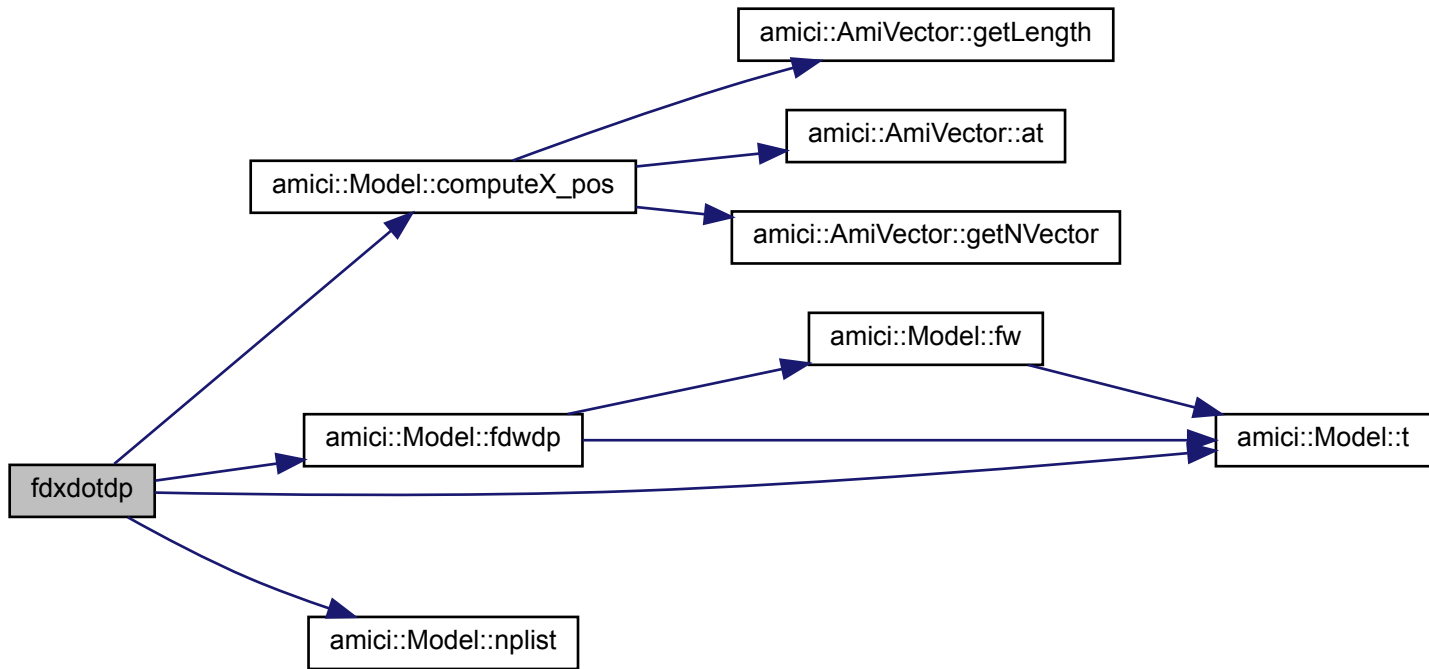 amici::AmiVector::getLength
amici::AmiVector::at
amici::Model::computeX_pos
amici::AmiVector::getNVector
amici::Model::fw
amici::Model::fdwdp
amici::Model::t
fdxdotdp
amici::Model::nplist